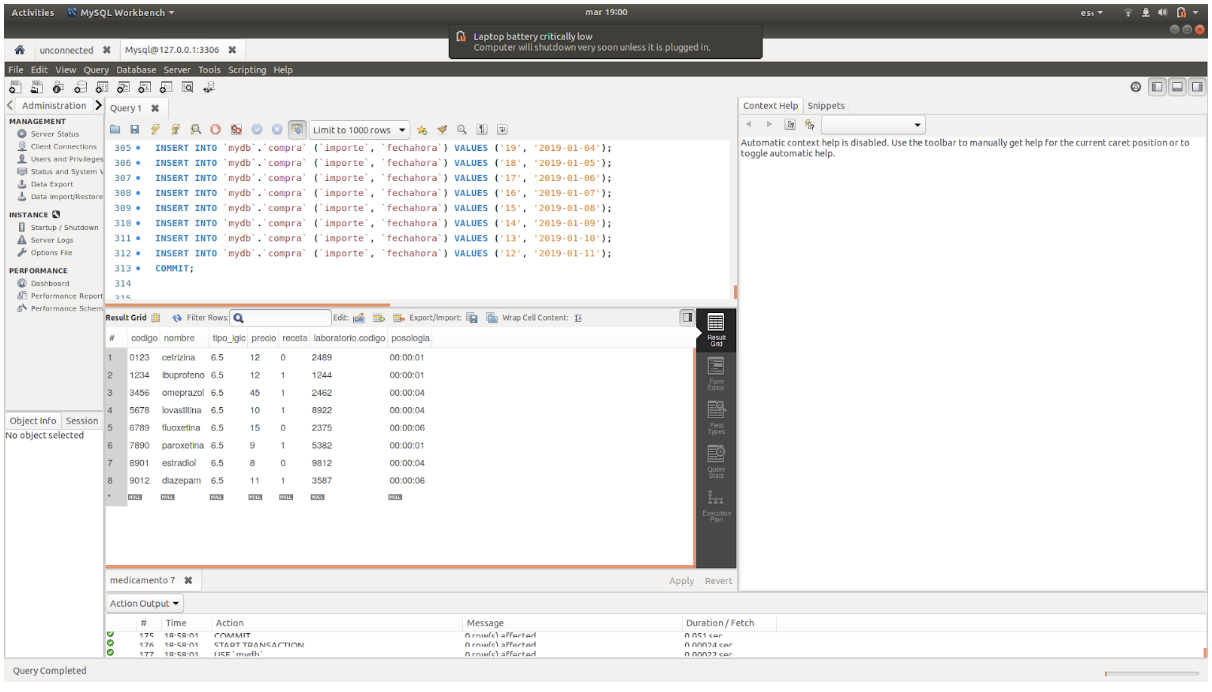 Activities MySQL Workbench mar 19:00 es₁
Laptop battery critically low
Computer will shutdown very soon unless it is plugged in.
unconnected Mysql@127.0.0.1:3306
File Edit View Query Database Server Tools Scripting Help
Administration Query 1 Context Help Snippets
MANAGEMENT
Server Status
Client Connections
Users and Privileges
Status and System V
Data Export
Data Import/Restore
INSTANCE
Startup / Shutdown
Server Logs
Options File
PERFORMANCE
Dashboard
Performance Report
Performance Schem
Object Info Session
No object selected
Limit to 1000 rows
305 INSERT INTO `mydb`.`compra` (`importe`, `fechahora`) VALUES ('19', '2019-01-04');
306 INSERT INTO `mydb`.`compra` (`importe`, `fechahora`) VALUES ('18', '2019-01-05');
307 INSERT INTO `mydb`.`compra` (`importe`, `fechahora`) VALUES ('17', '2019-01-06');
308 INSERT INTO `mydb`.`compra` (`importe`, `fechahora`) VALUES ('16', '2019-01-07');
309 INSERT INTO `mydb`.`compra` (`importe`, `fechahora`) VALUES ('15', '2019-01-08');
310 INSERT INTO `mydb`.`compra` (`importe`, `fechahora`) VALUES ('14', '2019-01-09');
311 INSERT INTO `mydb`.`compra` (`importe`, `fechahora`) VALUES ('13', '2019-01-10');
312 INSERT INTO `mydb`.`compra` (`importe`, `fechahora`) VALUES ('12', '2019-01-11');
313 COMMIT;
314
315
Result Grid Filter Rows: Edit: Export/Import: Wrap Cell Content:
# codigo nombre tipo_igic precio receta laboratorio.codigo posologia
1 0123 cetrizina 6.5 12 0 2489 00:00:01
2 1234 ibuprofeno 6.5 12 1 1244 00:00:01
3 3456 omeprazol 6.5 45 1 2462 00:00:04
4 5678 lovastitina 6.5 10 1 8922 00:00:04
5 6789 fluoxetina 6.5 15 0 2375 00:00:06
6 7890 paroxetina 6.5 9 1 5382 00:00:01
7 8901 estradiol 6.5 8 0 9812 00:00:04
8 9012 diazepam 6.5 11 1 3587 00:00:06
* NULL NULL NULL NULL NULL NULL NULL
Result
Grid
Form
Editor
Field
Types
Query
Stats
Execution
Plan
Automatic context help is disabled. Use the toolbar to manually get help for the current caret position or to
toggle automatic help.
medicamento 7 Apply Revert
Action Output
# Time Action Message Duration / Fetch
175 18:58:01 COMMIT 0 row(s) affected 0.051 sec
176 18:58:01 START TRANSACTION 0 row(s) affected 0.00024 sec
177 18:58:01 USE `mydb` 0 row(s) affected 0.00022 sec
Query Completed